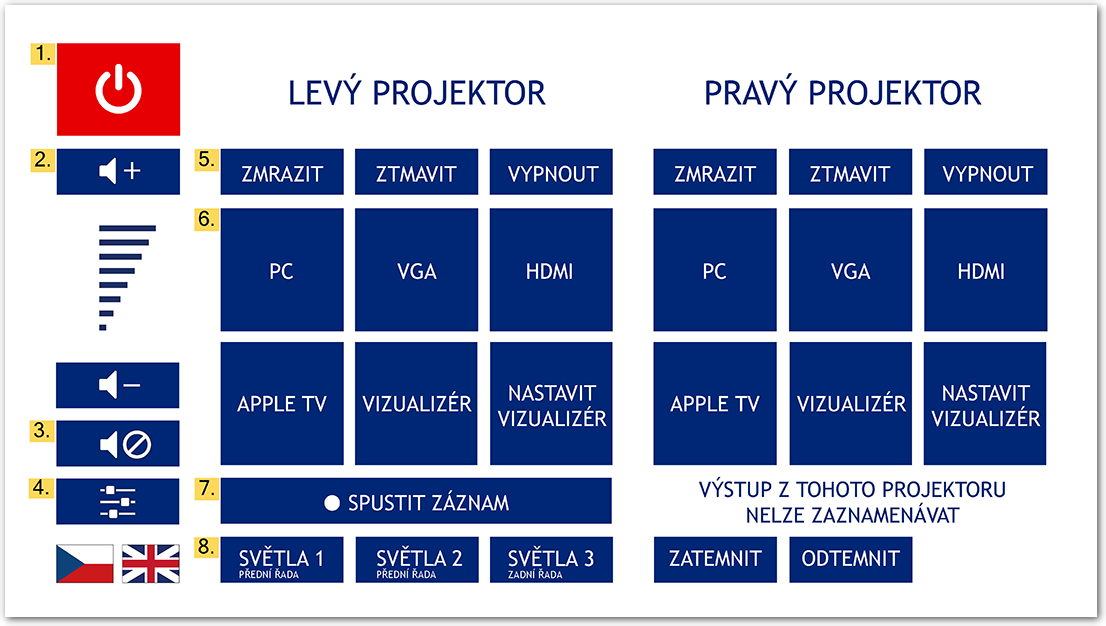 1.
LEVÝ PROJEKTOR
PRAVÝ PROJEKTOR
2.
5.
ZMRAZIT
ZTMAVIT
VYPNOUT
ZMRAZIT
ZTMAVIT
VYPNOUT
6.
PC
VGA
HDMI
PC
VGA
HDMI
APPLE TV
VIZUALIZÉR
NASTAVIT
VIZUALIZÉR
APPLE TV
VIZUALIZÉR
NASTAVIT
VIZUALIZÉR
3.
4.
7.
SPUSTIT ZÁZNAM
VÝSTUP Z TOHOTO PROJEKTORU
NELZE ZAZNAMENÁVAT
8.
SVĚTLA 1
PŘEDNÍ ŘADA
SVĚTLA 2
PŘEDNÍ ŘADA
SVĚTLA 3
ZADNÍ ŘADA
ZATEMNIT
ODTEMNIT